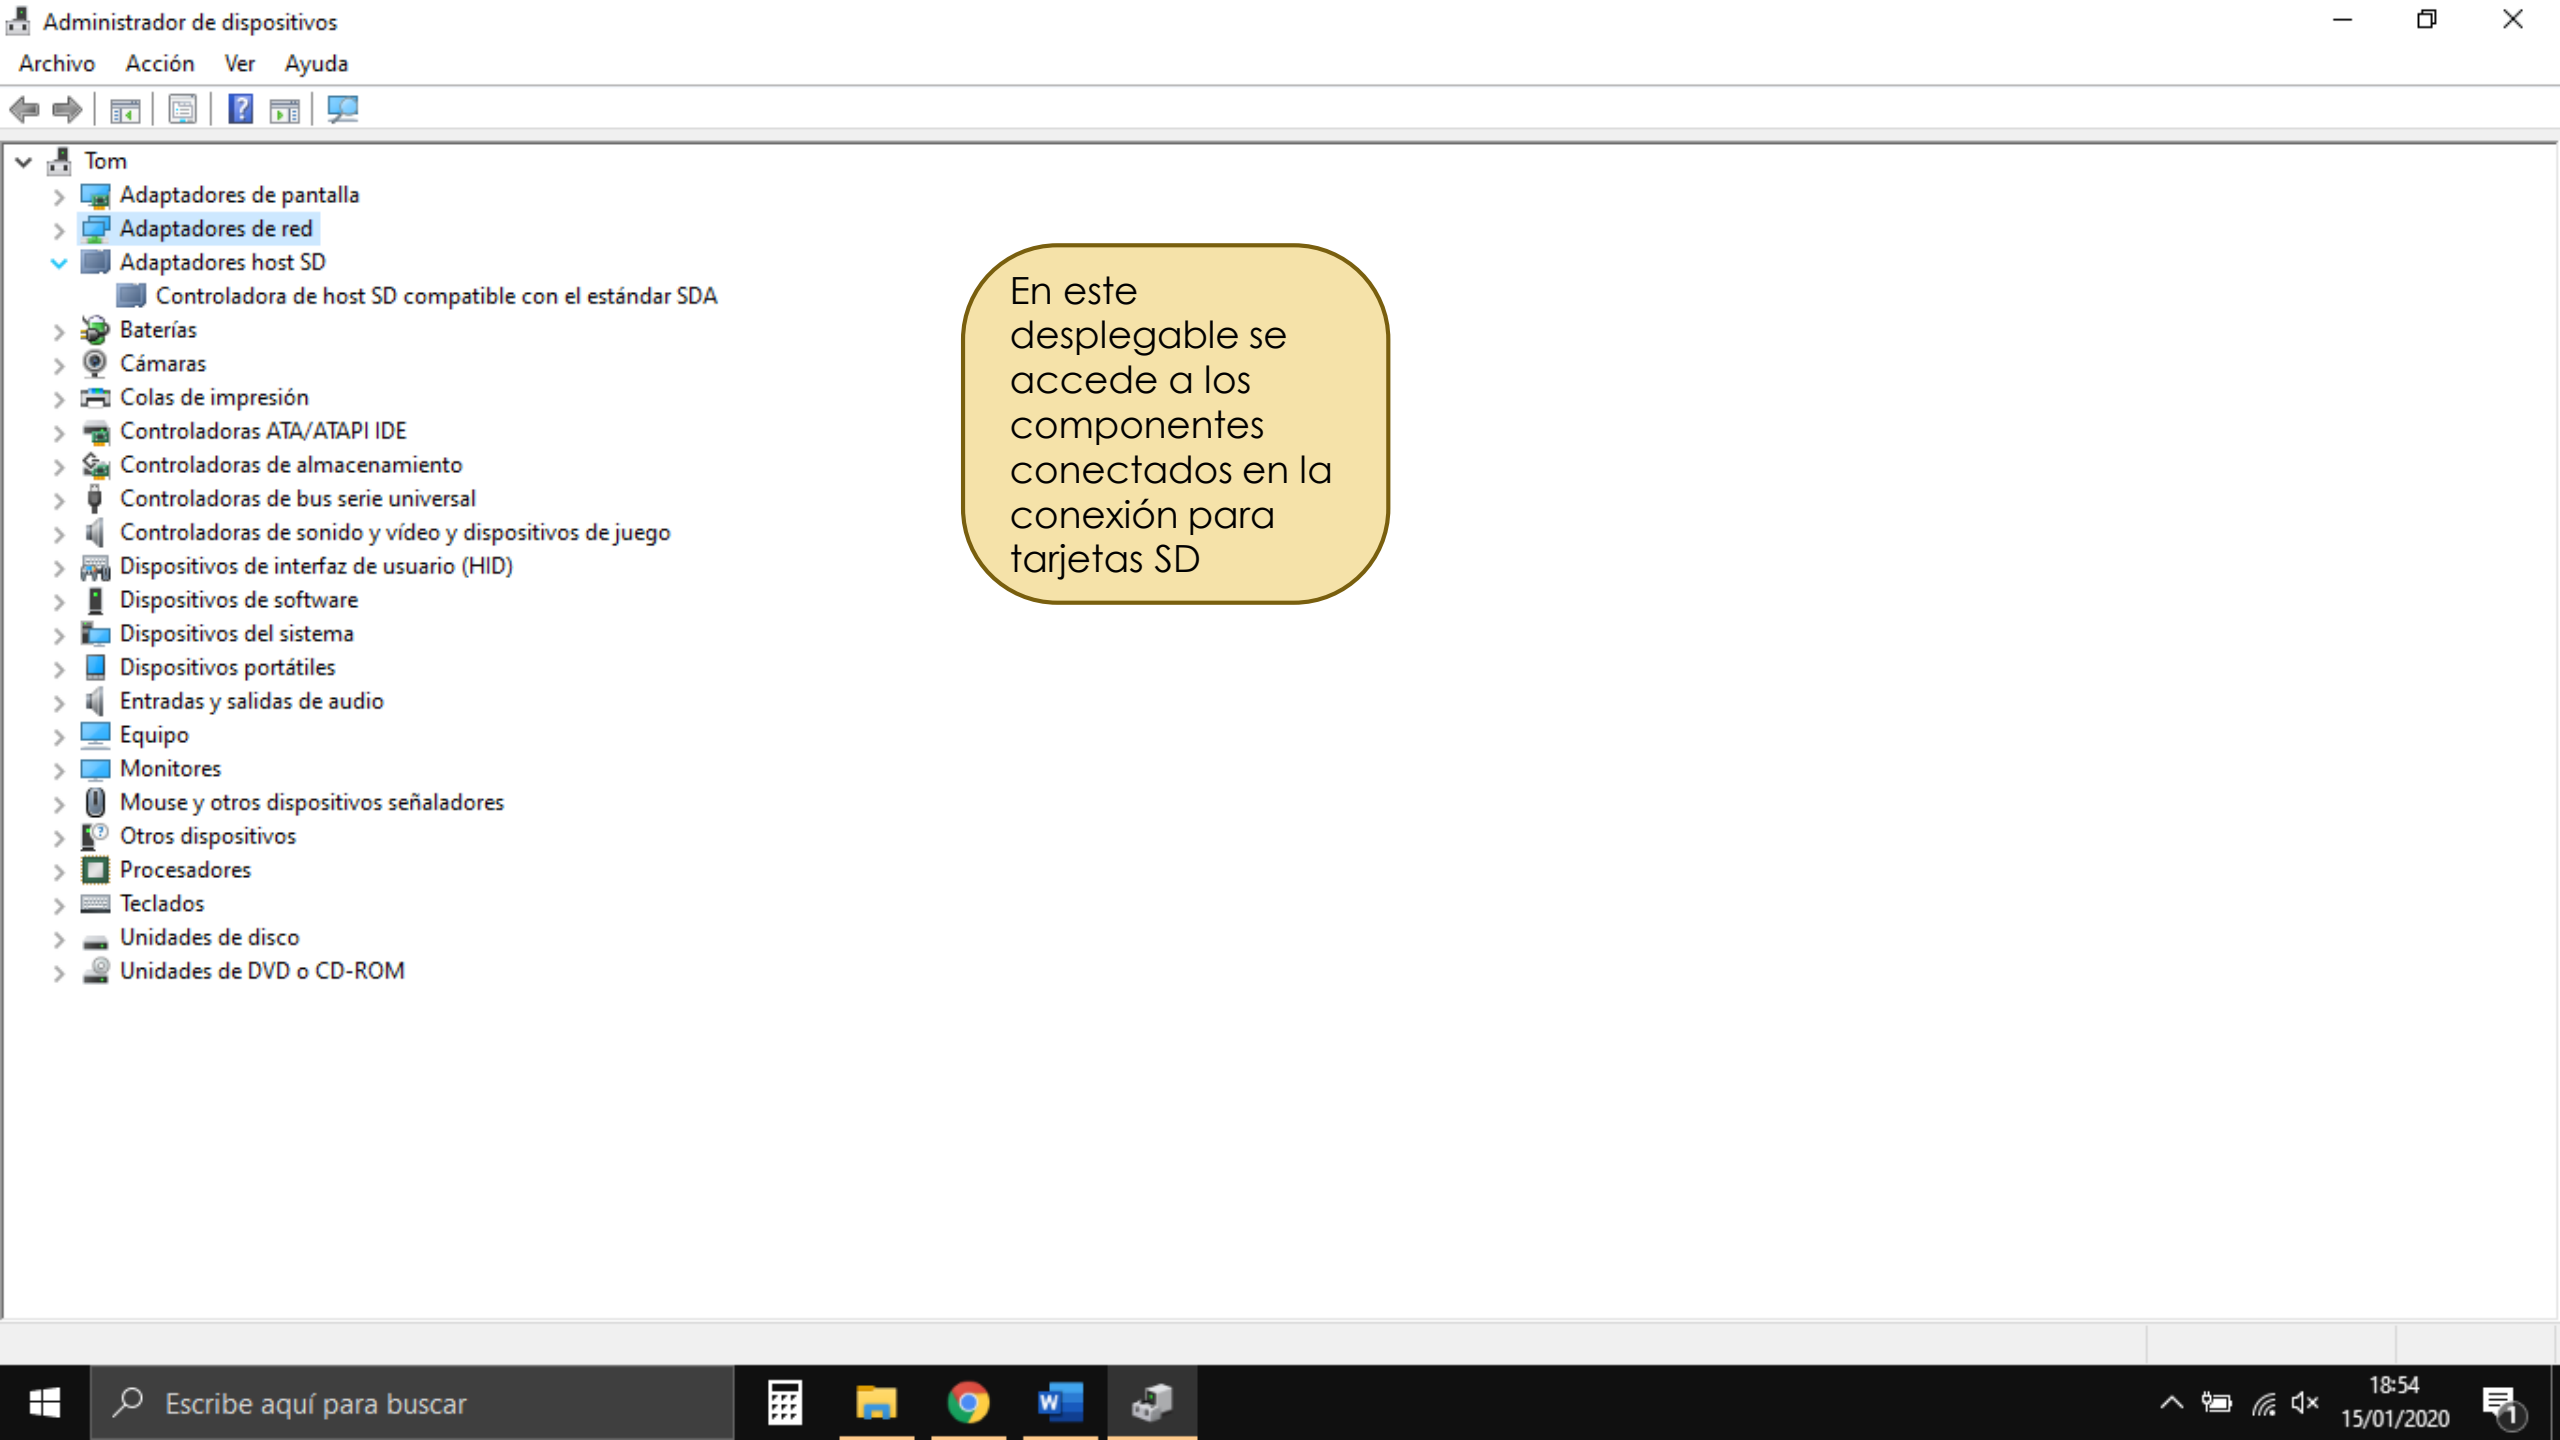 Administrador de dispositivos
Archivo Acción Ver Ayuda
Tom
Adaptadores de pantalla
Adaptadores de red
Adaptadores host SD
Controladora de host SD compatible con el estándar SDA
Baterías
Cámaras
Colas de impresión
Controladoras ATA/ATAPI IDE
Controladoras de almacenamiento
Controladoras de bus serie universal
Controladoras de sonido y vídeo y dispositivos de juego
Dispositivos de interfaz de usuario (HID)
Dispositivos de software
Dispositivos del sistema
Dispositivos portátiles
Entradas y salidas de audio
Equipo
Monitores
Mouse y otros dispositivos señaladores
Otros dispositivos
Procesadores
Teclados
Unidades de disco
Unidades de DVD o CD-ROM
En este
desplegable se
accede a los
componentes
conectados en la
conexión para
tarjetas SD
Escribe aquí para buscar
18:54
15/01/2020
1